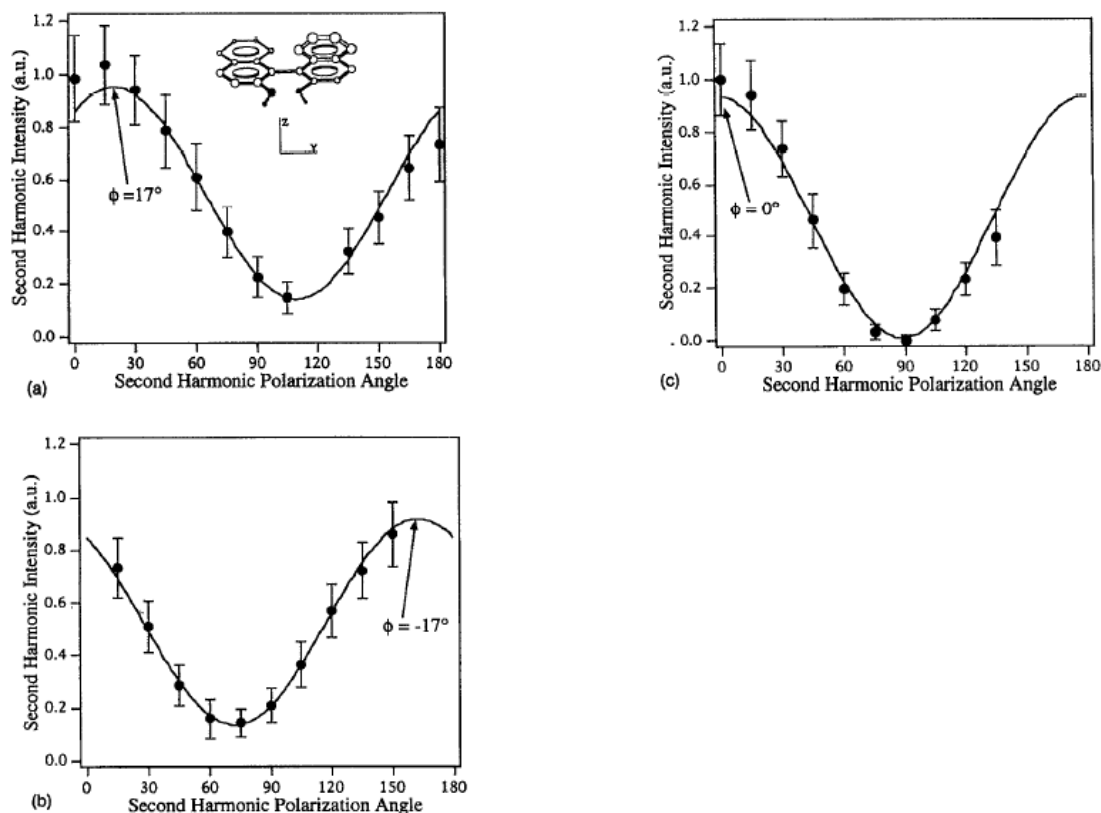 1.2
1.0
0.8
0.6
0.4
0.2
0.0
Second Harmonic Intensity (a.u.)
z
Y
ϕ =17°
0 30 60 90 120 150 180
Second Harmonic Polarization Angle
(a)
1.2
1.0
0.8
0.6
0.4
0.2
0.0
Second Harmonic Intensity (a.u.)
ϕ = 0°
0 30 60 90 120 150 180
Second Harmonic Polarization Angle
(c)
1.2
1.0
0.8
0.6
0.4
0.2
0.0
Second Harmonic Intensity (a.u.)
ϕ = -17°
0 30 60 90 120 150 180
Second Harmonic Polarization Angle
(b)